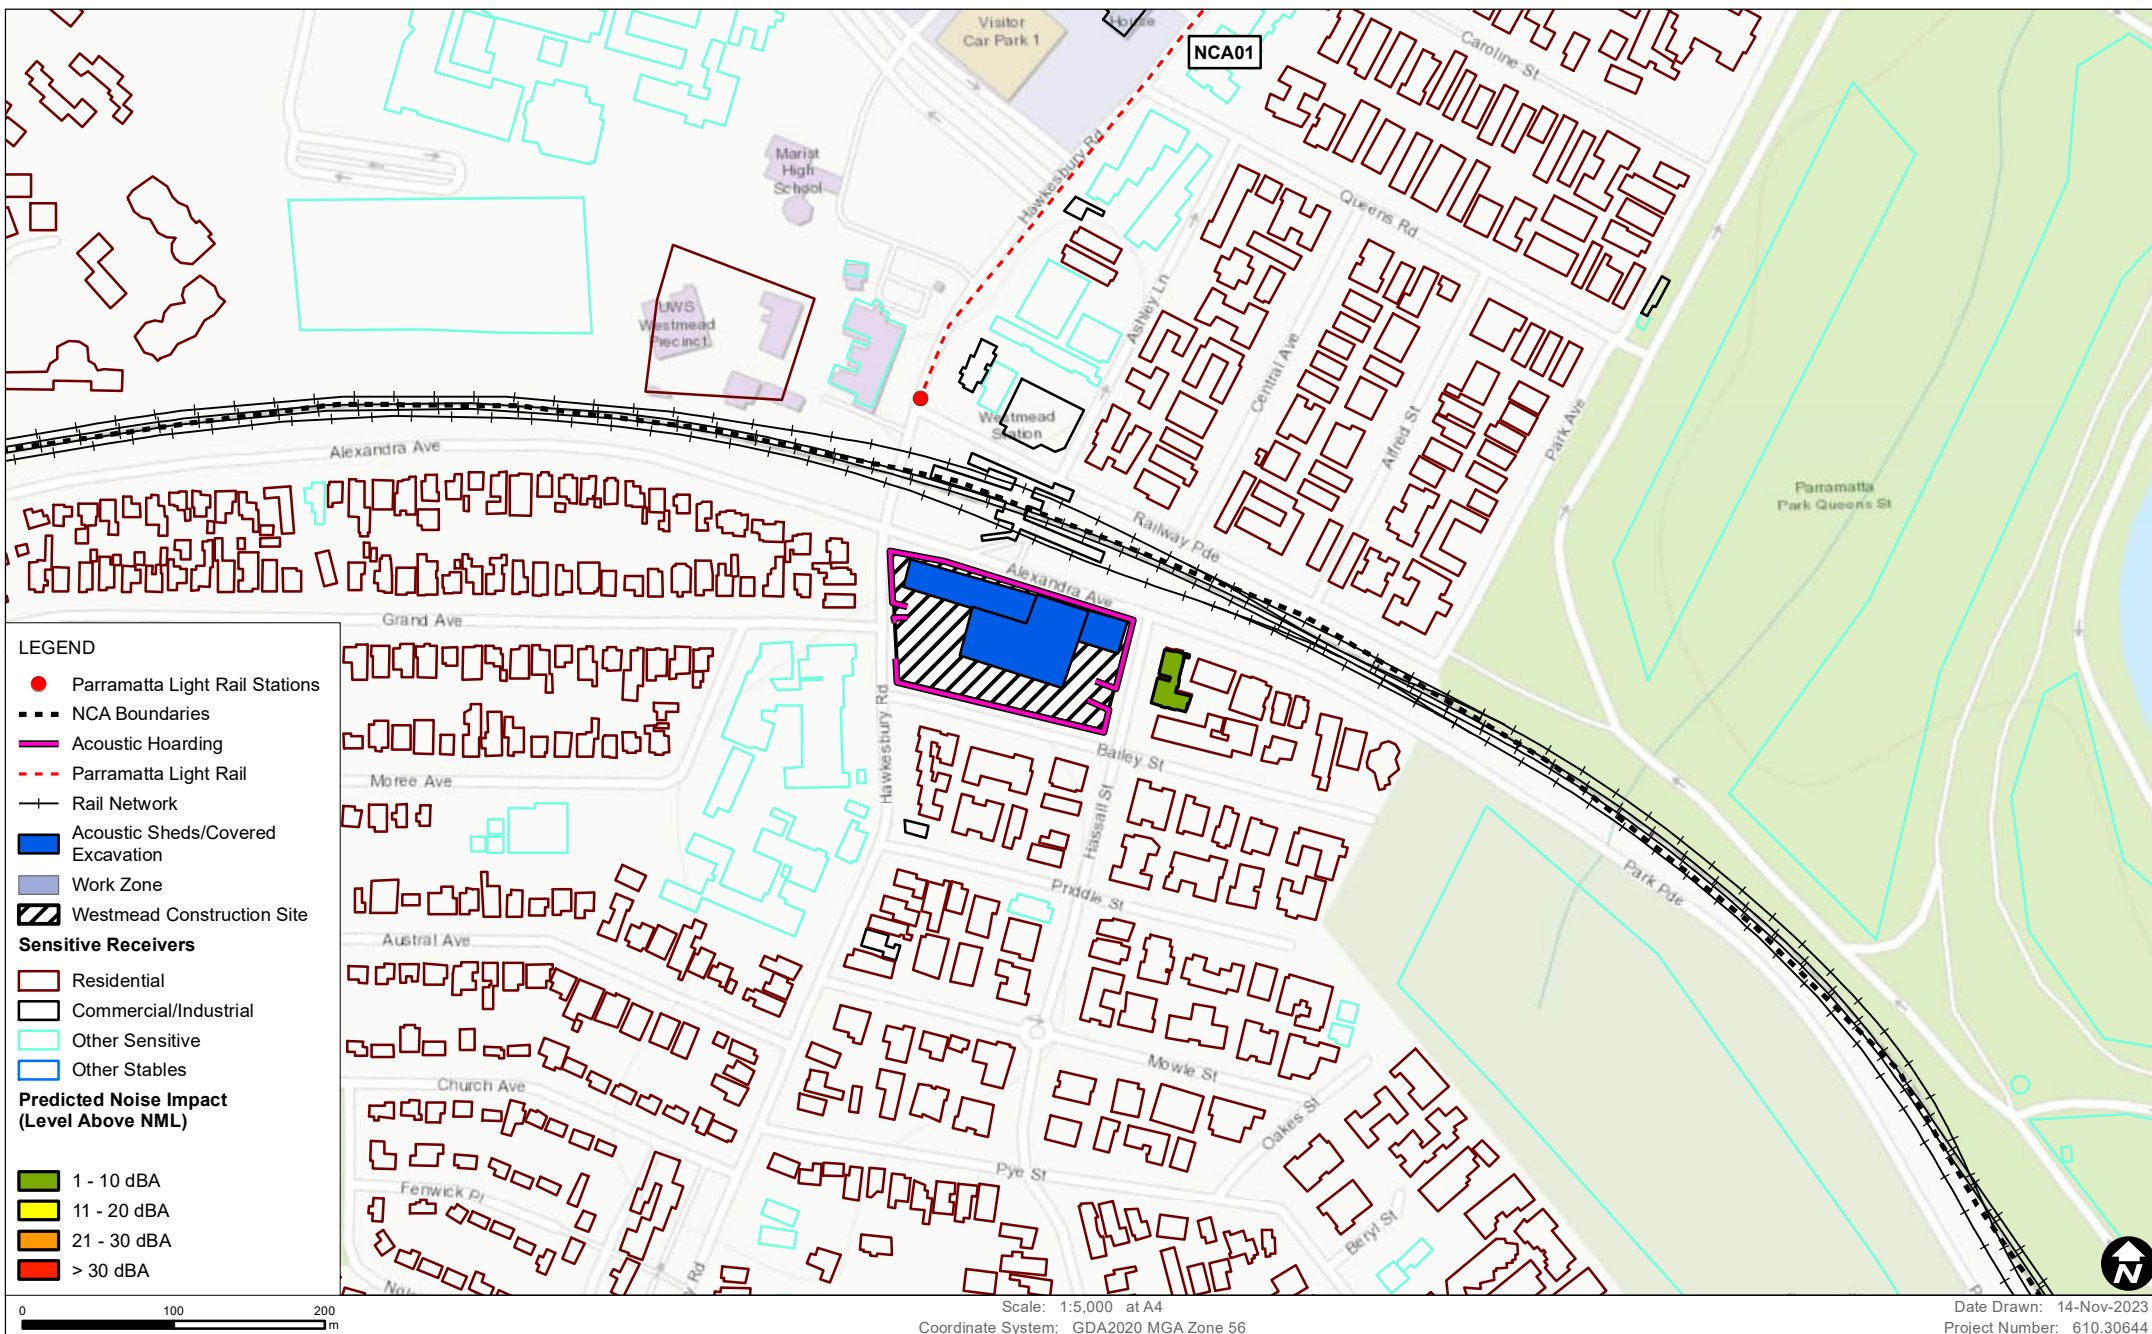 Visitor
Car Park 1
House
NCA01
Caroline St
Marist
High
School
Hawkesbury Rd
Queens Rd
UWS
Westmead
Precinct
Ashley Ln
Central Ave
Alfred St
Park Ave
Westmead
Station
Alexandra Ave
Parramatta
Park Queens St
Railway Pde
Alexandra Ave
Grand Ave
Hawkesbury Rd
Bailey St
Moree Ave
Hassall St
Priddle St
Park Pde
Austral Ave
Mowle St
Church Ave
Oakes St
Pye St
Fenwick Pl
Beryl St
y Rd
LEGEND
Parramatta Light Rail Stations
NCA Boundaries
Acoustic Hoarding
Parramatta Light Rail
Rail Network
Acoustic Sheds/Covered
Excavation
Work Zone
Westmead Construction Site
Sensitive Receivers
Residential
Commercial/Industrial
Other Sensitive
Other Stables
Predicted Noise Impact
(Level Above NML)
1 - 10 dBA
11 - 20 dBA
21 - 30 dBA
> 30 dBA
N
0 100 200
m
Scale: 1:5,000 at A4
Coordinate System: GDA2020 MGA Zone 56
Date Drawn: 14-Nov-2023
Project Number: 610.30644